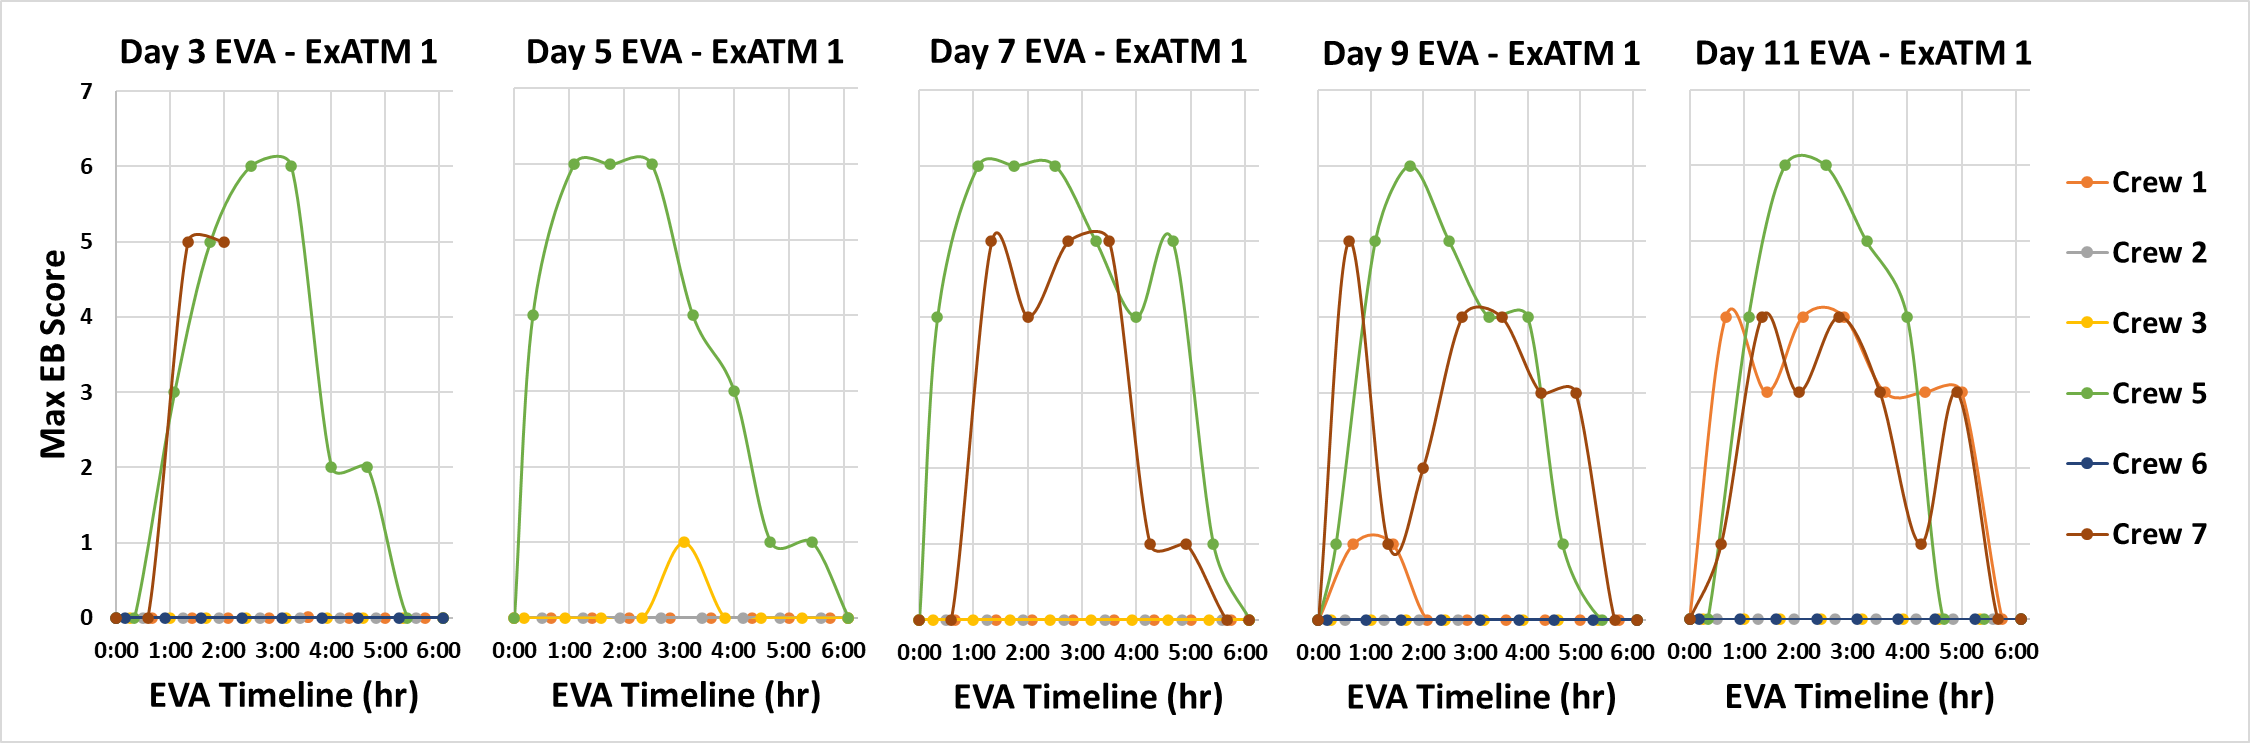 Day 3 EVA - ExATM 1
Day 5 EVA - ExATM 1
Day 7 EVA - ExATM 1
Day 9 EVA - ExATM 1
Day 11 EVA - ExATM 1
Max EB Score
7
6
5
4
3
2
1
0
0:00 1:00 2:00 3:00 4:00 5:00 6:00
0:00 1:00 2:00 3:00 4:00 5:00 6:00
0:00 1:00 2:00 3:00 4:00 5:00 6:00
0:00 1:00 2:00 3:00 4:00 5:00 6:00
0:00 1:00 2:00 3:00 4:00 5:00 6:00
EVA Timeline (hr)
EVA Timeline (hr)
EVA Timeline (hr)
EVA Timeline (hr)
EVA Timeline (hr)
Crew 1
Crew 2
Crew 3
Crew 5
Crew 6
Crew 7